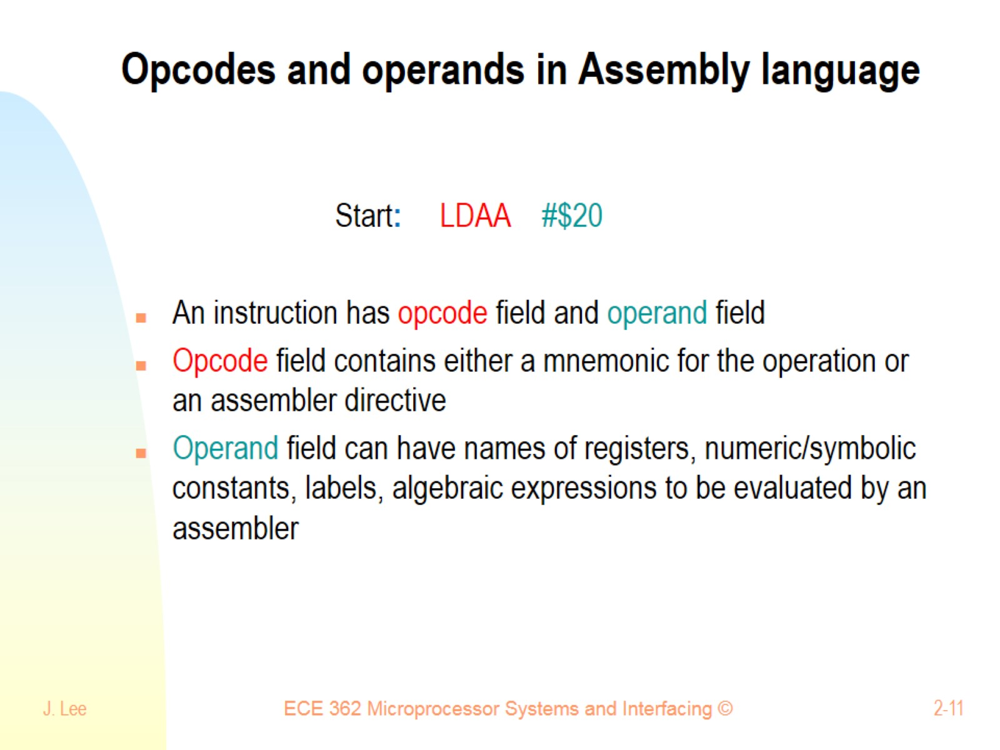 Opcodes and operands in Assembly language
Start: LDAA #$20
An instruction has opcode field and operand field
Opcode field contains either a mnemonic for the operation or
an assembler directive
Operand field can have names of registers, numeric/symbolic
constants, labels, algebraic expressions to be evaluated by an
assembler
J. Lee ECE 362 Microprocessor Systems and Interfacing © 2-11